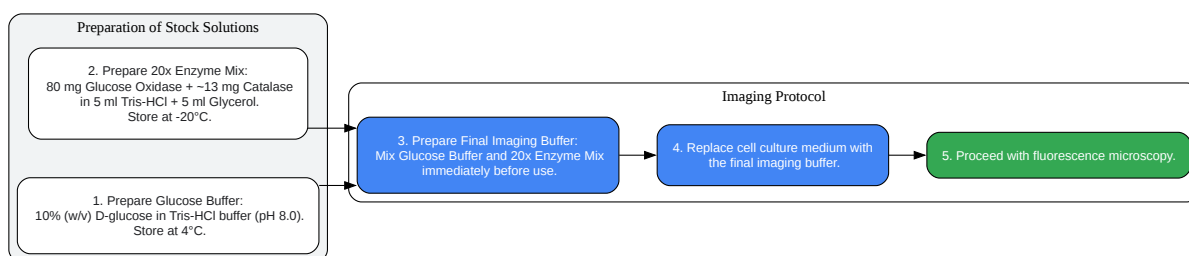 Preparation of Stock Solutions
2. Prepare 20x Enzyme Mix:
80 mg Glucose Oxidase + ~13 mg Catalase
in 5 ml Tris-HCl + 5 ml Glycerol.
Store at -20°C.
1. Prepare Glucose Buffer:
10% (w/v) D-glucose in Tris-HCl buffer (pH 8.0).
Store at 4°C.
Imaging Protocol
3. Prepare Final Imaging Buffer:
Mix Glucose Buffer and 20x Enzyme Mix
immediately before use.
4. Replace cell culture medium with
the final imaging buffer.
5. Proceed with fluorescence microscopy.